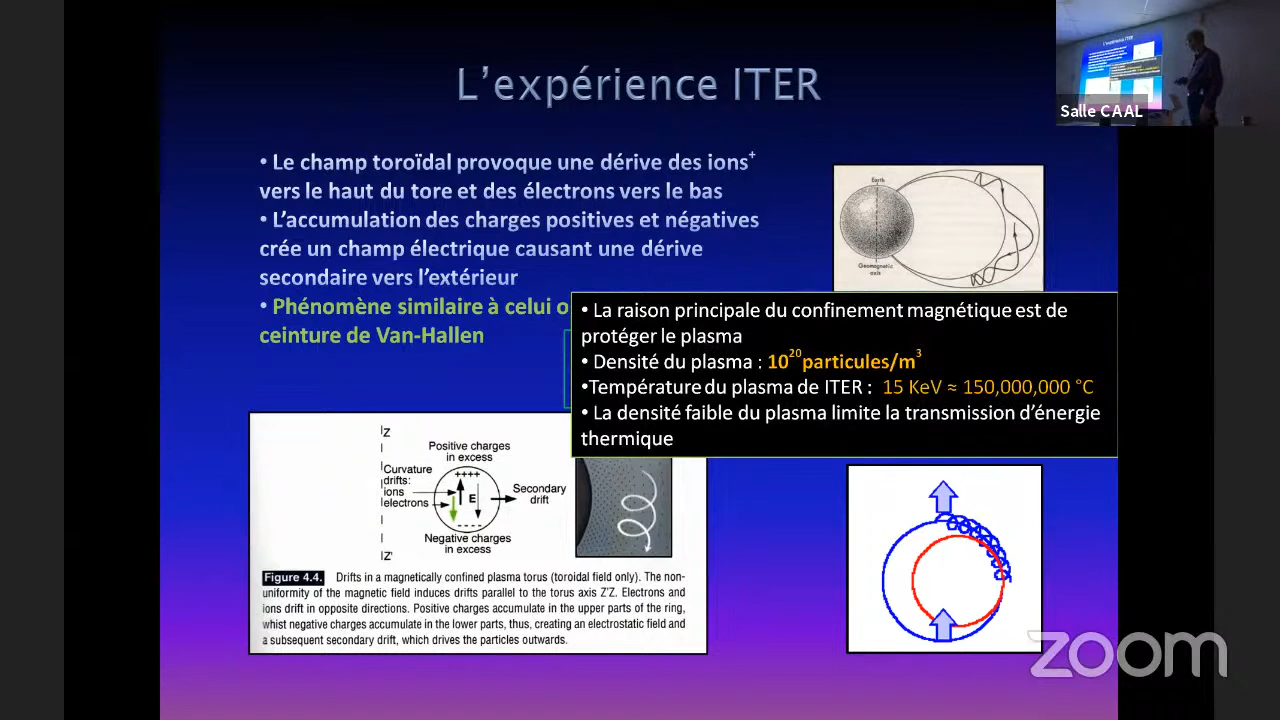 L'expérience ITER
Salle CAAL
• Le champ toroïdal provoque une dérive des ions+
vers le haut du tore et des électrons vers le bas
• L'accumulation des charges positives et négatives
crée un champ électrique causant une dérive
secondaire vers l'extérieur
• Phénomène similaire à celui o
ceinture de Van-Hallen
Earth
Geomagnetic
axis
• La raison principale du confinement magnétique est de
protéger le plasma
• Densité du plasma : 10²⁰particules/m³
•Température du plasma de ITER : 15 KeV ≈ 150,000,000 °C
• La densité faible du plasma limite la transmission d'énergie
thermique
Z
Positive charges
in excess
Curvature
drifts:
ions
electrons
++++
E
- - - -
Secondary
drift
Negative charges
in excess
Z'
Figure 4.4. Drifts in a magnetically confined plasma torus (toroidal field only). The non-
uniformity of the magnetic field induces drifts parallel to the torus axis Z'Z. Electrons and
ions drift in opposite directions. Positive charges accumulate in the upper parts of the ring,
whist negative charges accumulate in the lower parts, thus, creating an electrostatic field and
a subsequent secondary drift, which drives the particles outwards.
zoom